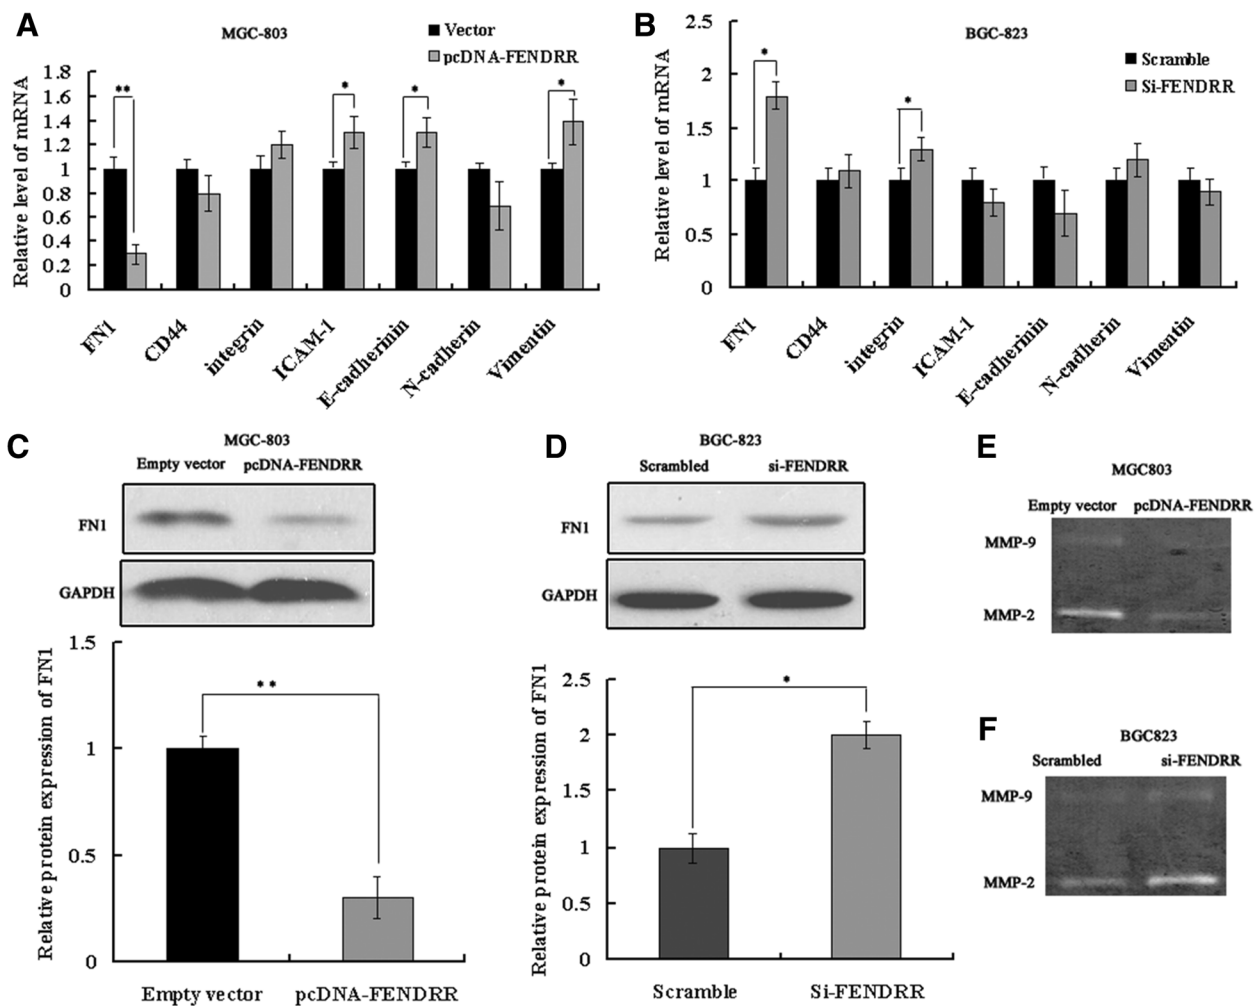 A
MGC-803
Vector
pcDNA-FENDRR
Relative level of mRNA
1.8
1.6
1.4
1.2
1
0.8
0.6
0.4
0.2
0
**
*
*
*
FN1
CD44
integrin
ICAM-1
E-cadherinin
N-cadherin
Vimentin
B
BGC-823
Scramble
Si-FENDRR
Relative level of mRNA
2.5
2
1.5
1
0.5
0
*
*
FN1
CD44
integrin
ICAM-1
E-cadherinin
N-cadherin
Vimentin
C
MGC-803
Empty vector
pcDNA-FENDRR
FN1
GAPDH
Relative protein expression of FN1
1.5
1
0.5
0
**
Empty vector
pcDNA-FENDRR
D
BGC-823
Scrambled
si-FENDRR
FN1
GAPDH
Relative protein expression of FN1
2.5
2
1.5
1
0.5
0
*
Scramble
Si-FENDRR
E
MGC803
Empty vector
pcDNA-FENDRR
MMP-9
MMP-2
F
BGC823
Scrambled
si-FENDRR
MMP-9
MMP-2